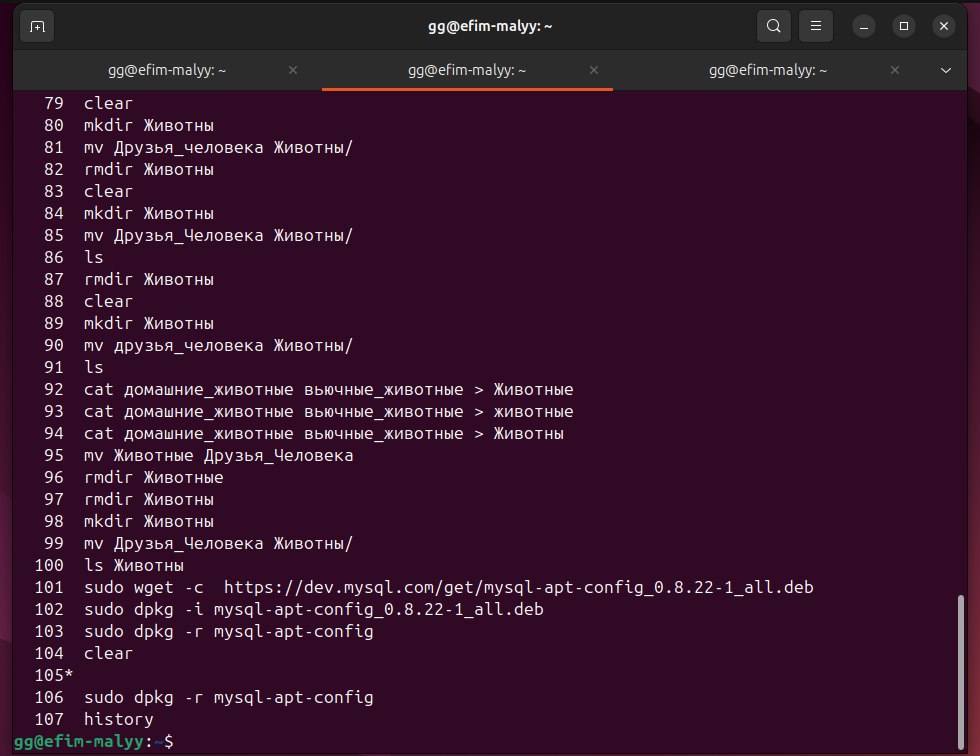 gg@efim-malyy: ~
gg@efim-malyy: ~ gg@efim-malyy: ~ gg@efim-malyy: ~
79 clear
80 mkdir Животны
81 mv Друзья_человека Животны/
82 rmdir Животны
83 clear
84 mkdir Животны
85 mv Друзья_Человека Животны/
86 ls
87 rmdir Животны
88 clear
89 mkdir Животны
90 mv друзья_человека Животны/
91 ls
92 cat домашние_животные вьючные_животные > Животные
93 cat домашние_животные вьючные_животные > животные
94 cat домашние_животные вьючные_животные > Животны
95 mv Животные Друзья_Человека
96 rmdir Животные
97 rmdir Животны
98 mkdir Животны
99 mv Друзья_Человека Животны/
100 ls Животны
101 sudo wget -c  https://dev.mysql.com/get/mysql-apt-config_0.8.22-1_all.deb
102 sudo dpkg -i mysql-apt-config_0.8.22-1_all.deb
103 sudo dpkg -r mysql-apt-config
104 clear
105*
106 sudo dpkg -r mysql-apt-config
107 history
gg@efim-malyy:~$